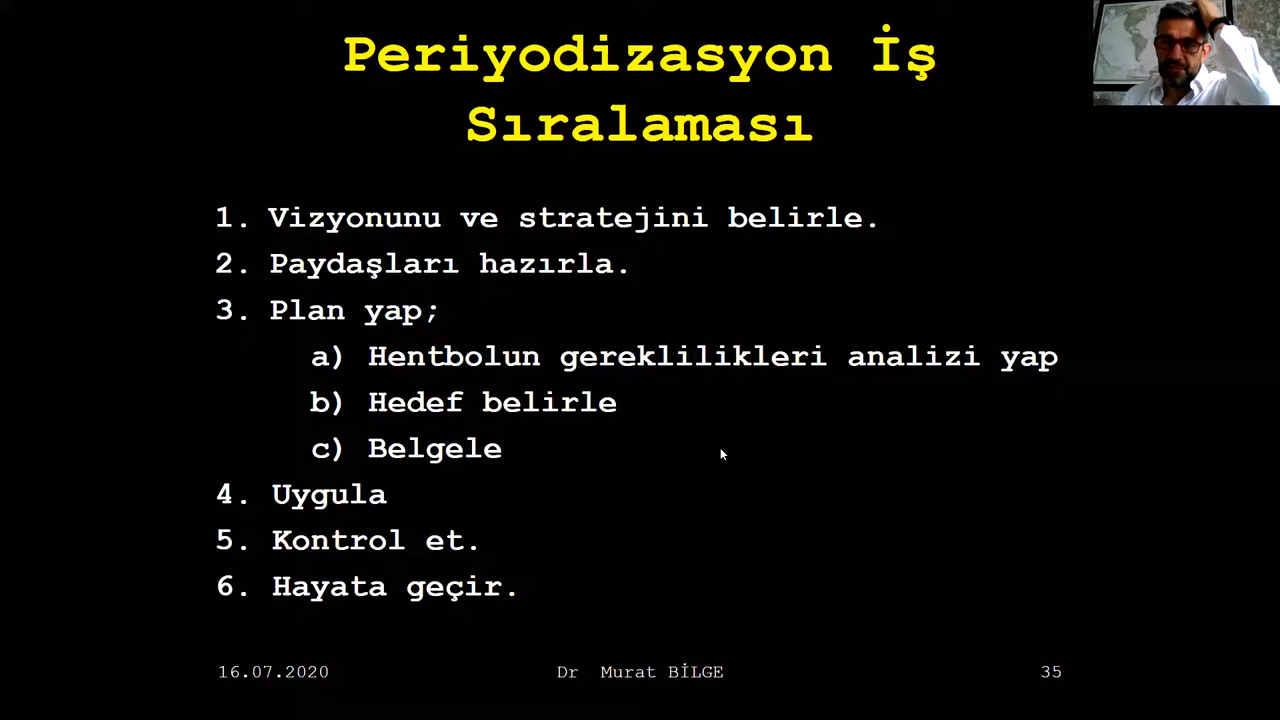 Periyodizasyon İş
Sıralaması
1. Vizyonunu ve stratejini belirle.
2. Paydaşları hazırla.
3. Plan yap;
a) Hentbolun gereklilikleri analizi yap
b) Hedef belirle
c) Belgele
4. Uygula
5. Kontrol et.
6. Hayata geçir.
16.07.2020 Dr Murat BİLGE 35